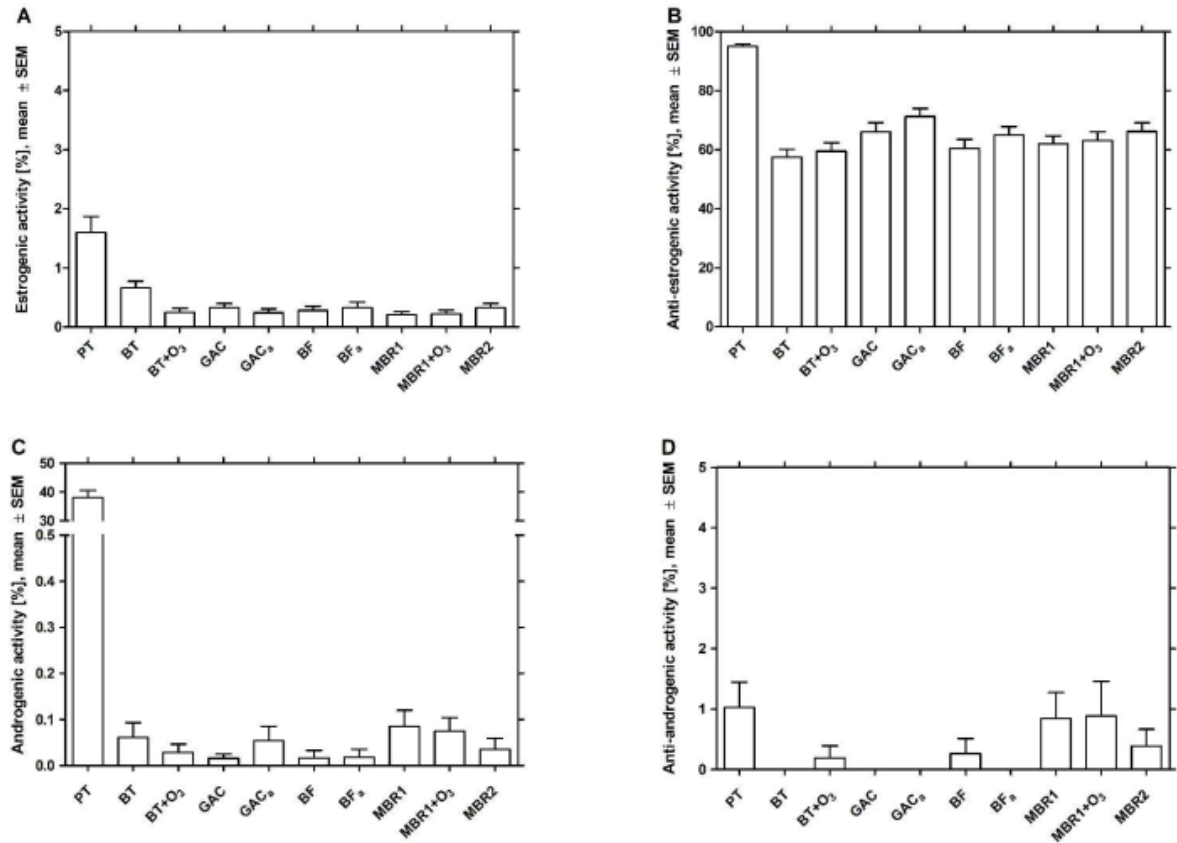 A
Estrogenic activity [%], mean ± SEM
5
4
3
2
1
0
PT
BT
BT+O₃
GAC
GACₐ
BF
BFₐ
MBR1
MBR1+O₃
MBR2
B
Anti-estrogenic activity [%], mean ± SEM
100
80
60
40
20
0
PT
BT
BT+O₃
GAC
GACₐ
BF
BFₐ
MBR1
MBR1+O₃
MBR2
C
Androgenic activity [%], mean ± SEM
50
40
30
0.5
0.4
0.3
0.2
0.1
0.0
PT
BT
BT+O₃
GAC
GACₐ
BF
BFₐ
MBR1
MBR1+O₃
MBR2
D
Anti-androgenic activity [%], mean ± SEM
5
4
3
2
1
0
PT
BT
BT+O₃
GAC
GACₐ
BF
BFₐ
MBR1
MBR1+O₃
MBR2